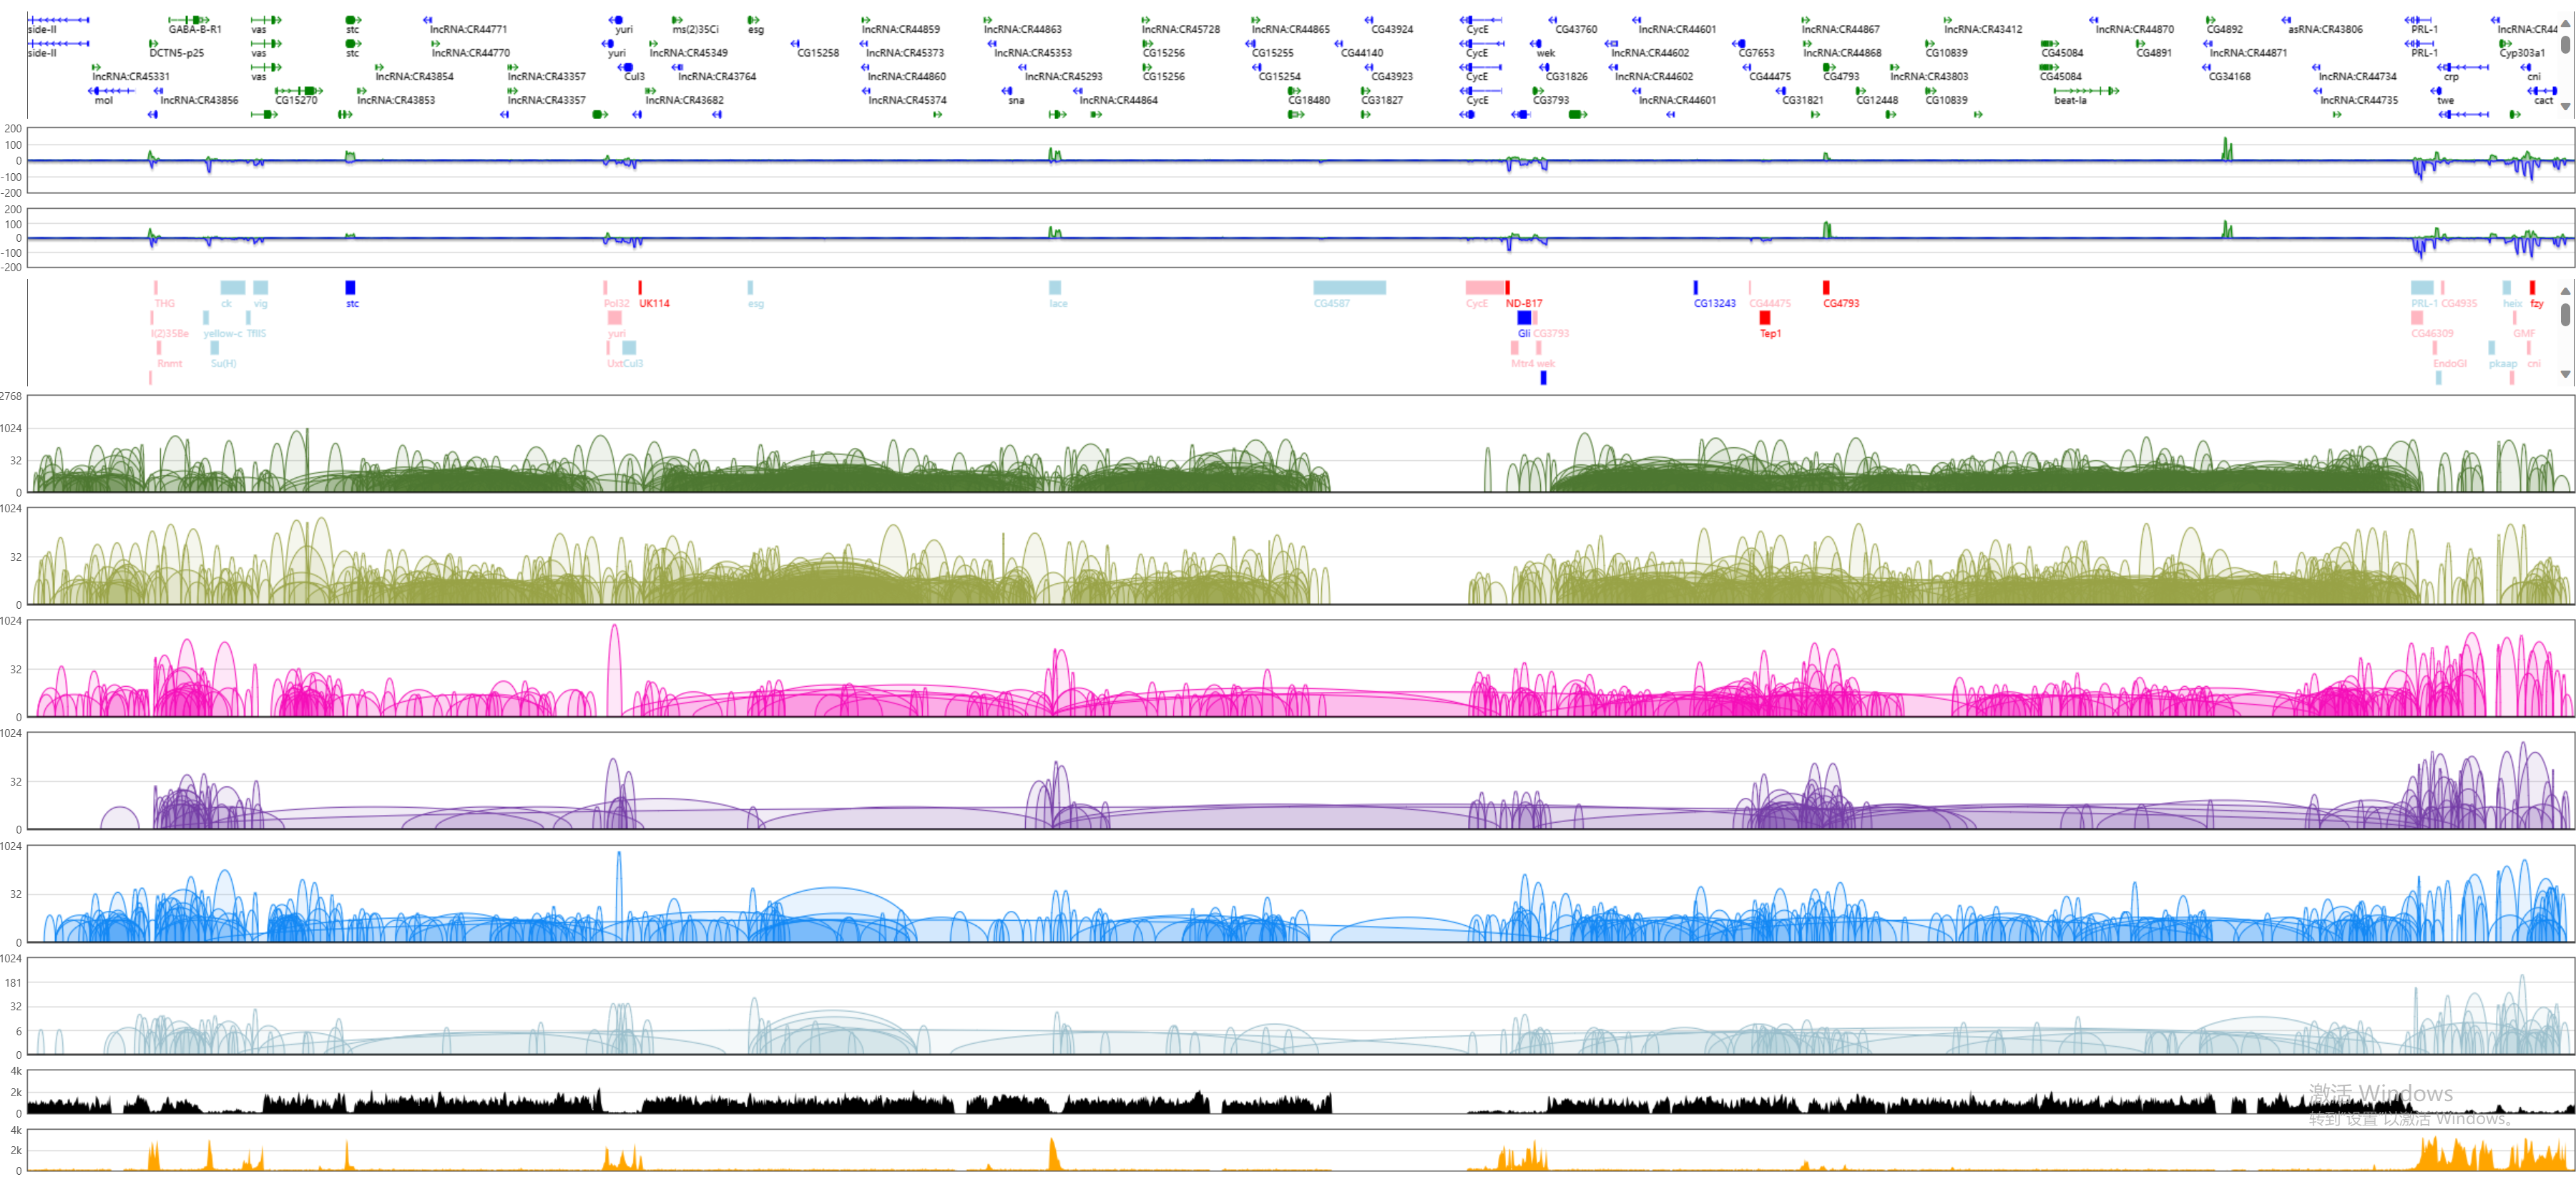 side-II GABA-B-R1 vas stc lncRNA:CR44771 yuri ms(2)35Ci esg lncRNA:CR44859 lncRNA:CR44863 lncRNA:CR45728 lncRNA:CR44865 CG43924 CycE CG43760 lncRNA:CR44601 lncRNA:CR44867 lncRNA:CR43412 lncRNA:CR44870 CG4892 asRNA:CR43806 PRL-1 lncRNA:CR44
side-II DCTN5-p25 vas stc lncRNA:CR44770 yuri lncRNA:CR45349 CG15258 lncRNA:CR45373 lncRNA:CR45353 CG15256 CG15255 CG44140 CycE wek lncRNA:CR44602 CG7653 lncRNA:CR44868 CG10839 CG45084 CG4891 lncRNA:CR44871 PRL-1 Cyp303a1
lncRNA:CR45331 vas lncRNA:CR43854 lncRNA:CR43357 Cul3 lncRNA:CR43764 lncRNA:CR44860 lncRNA:CR45293 CG15256 CG15254 CG43923 CycE CG31826 lncRNA:CR44602 CG44475 CG4793 lncRNA:CR43803 CG45084 CG34168 lncRNA:CR44734 crp cni
mol lncRNA:CR43856 CG15270 lncRNA:CR43853 lncRNA:CR43357 lncRNA:CR43682 lncRNA:CR45374 sna lncRNA:CR44864 CG18480 CG31827 CycE CG3793 lncRNA:CR44601 CG31821 CG12448 CG10839 beat-Ia lncRNA:CR44735 twe cact
200
100
0
-100
-200
200
100
0
-100
-200
THG ck vig stc Pol32 UK114 esg lace CG4587 CycE ND-B17 CG13243 CG44475 CG4793 PRL-1 CG4935 heix fzy
l(2)35Be yellow-c TfIIS yuri Gli CG3793 Tep1 CG46309 GMF
Rnmt Su(H) Uxt Cul3 Mtr4 wek EndoGI pkaap cni
2768
1024
32
0
1024
32
0
1024
32
0
1024
32
0
1024
32
0
1024
181
32
6
0
4k
2k
0
4k
2k
0
激活 Windows
转到"设置"以激活 Windows。